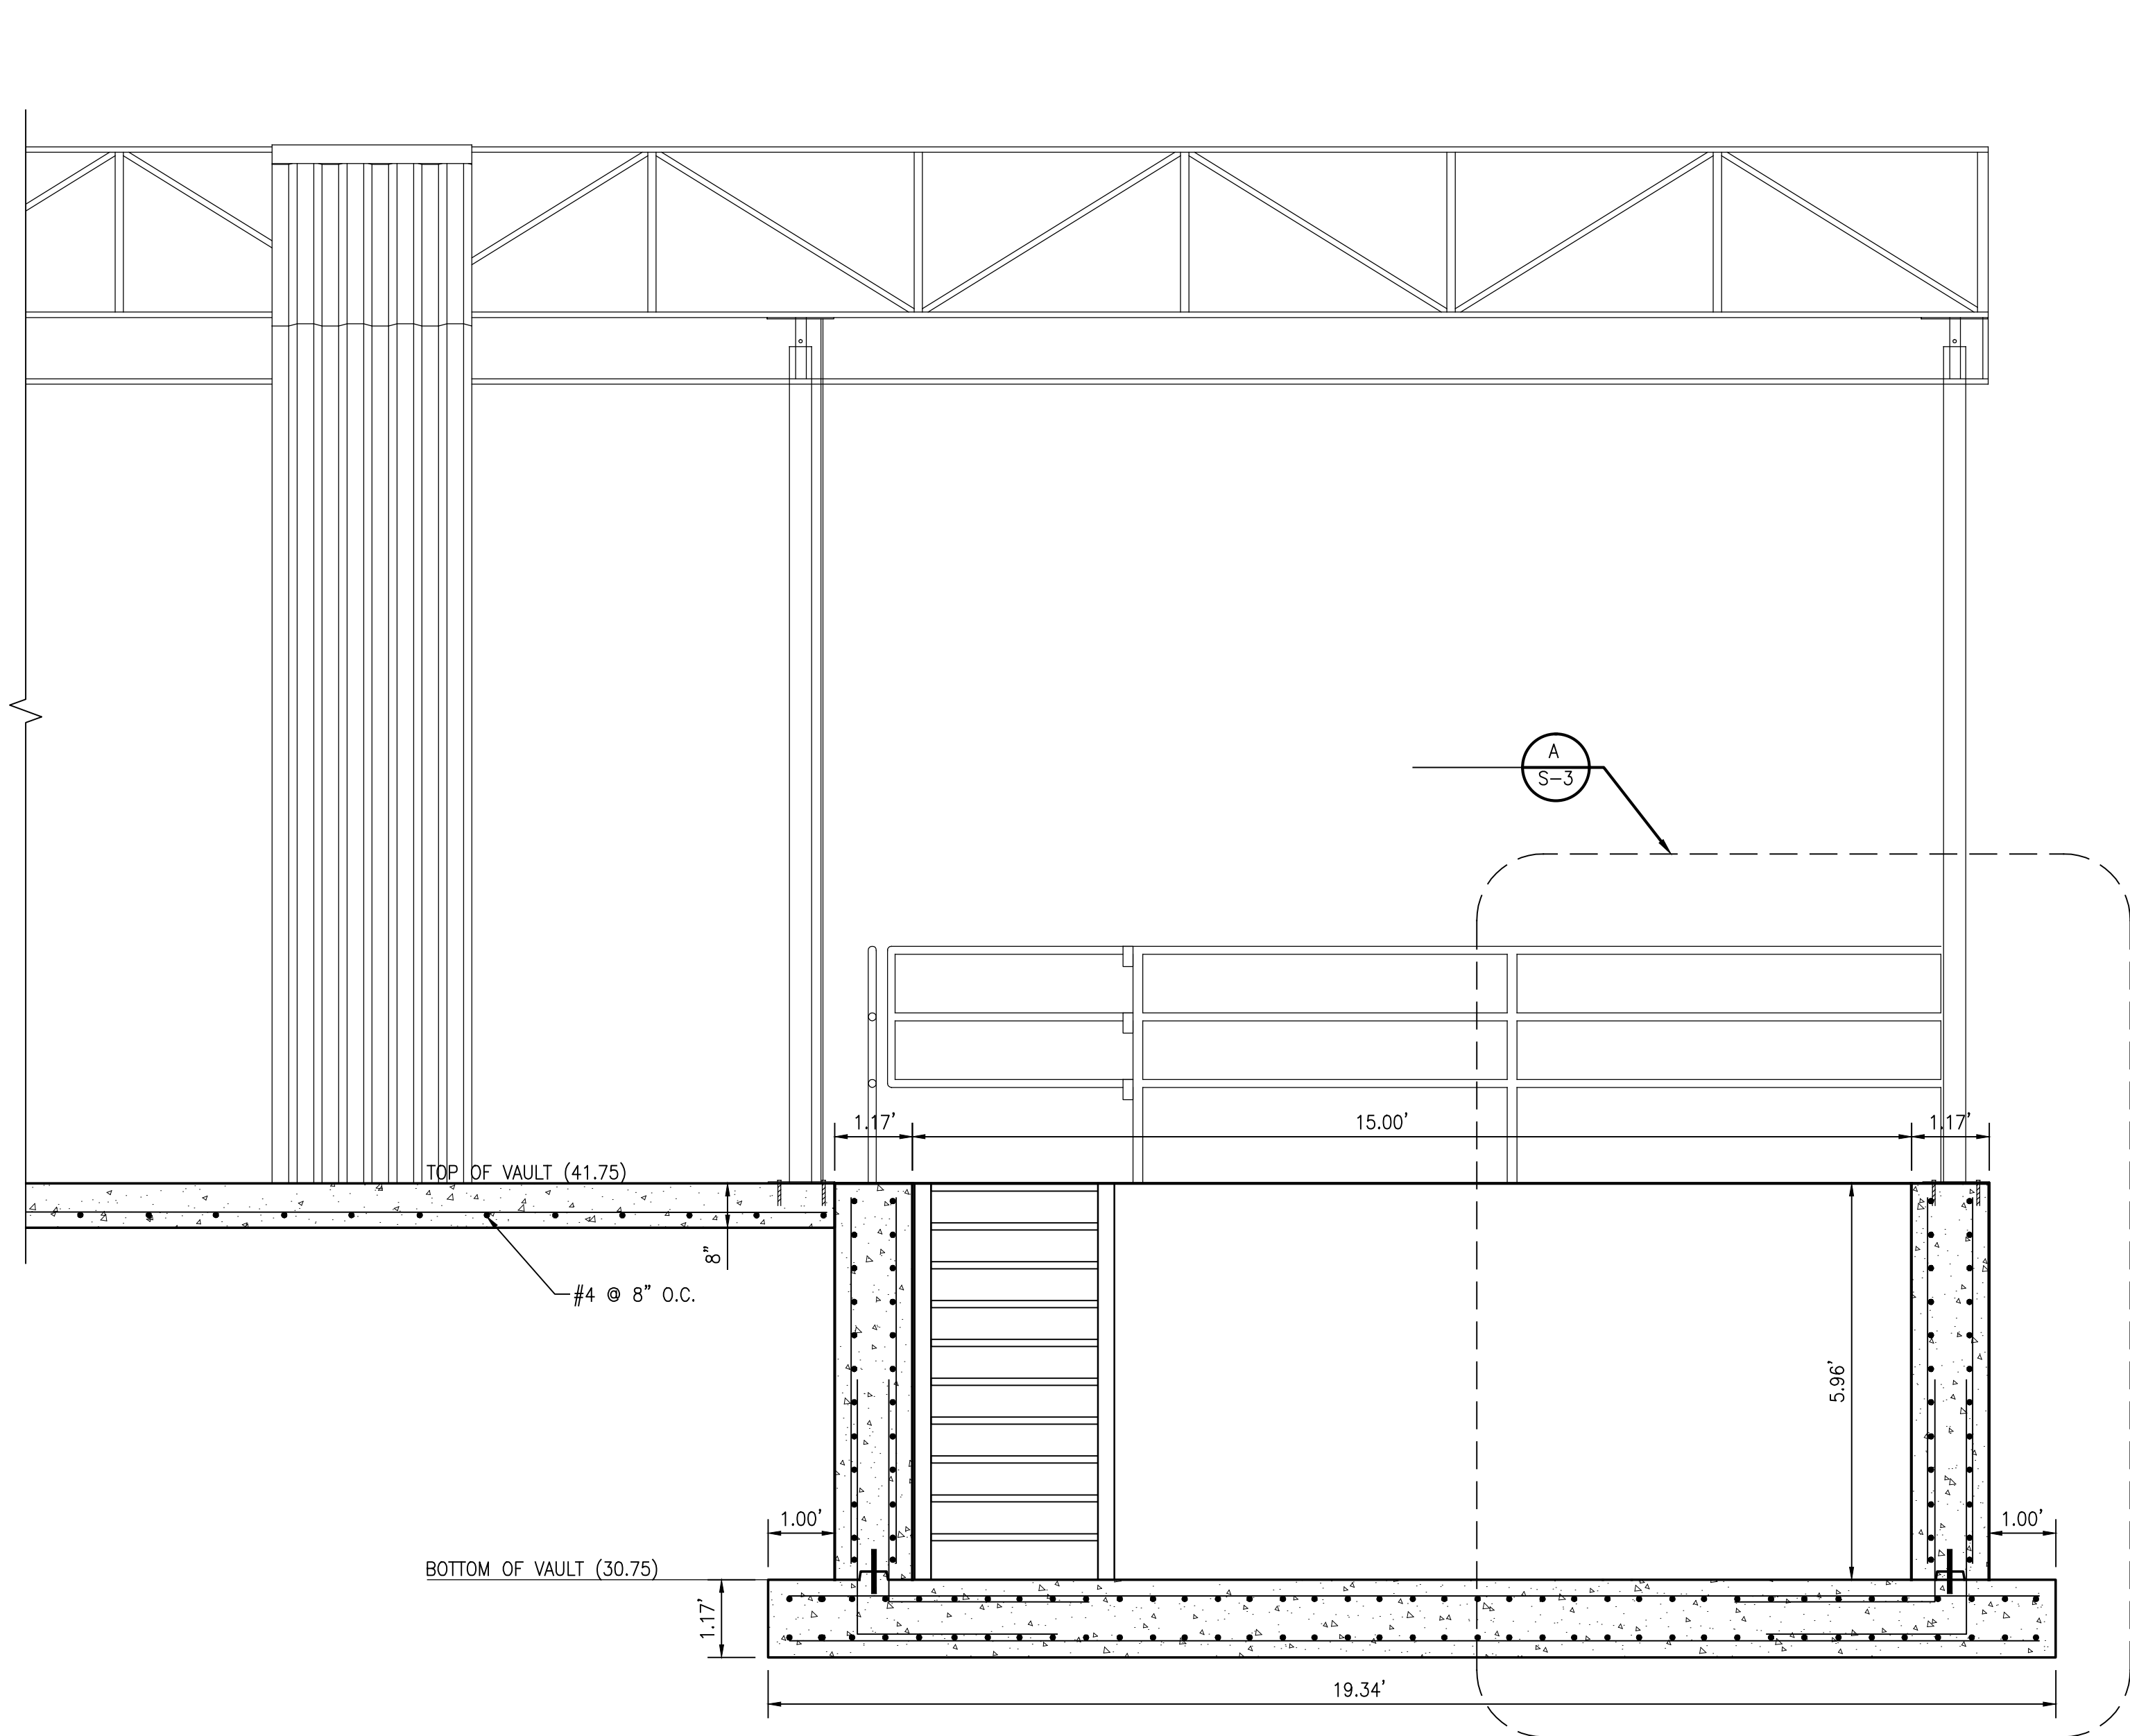 A
S-3
1.17'
15.00'
1.17'
TOP OF VAULT (41.75)
8"
#4 @ 8" O.C.
5.96'
1.00'
1.00'
BOTTOM OF VAULT (30.75)
1.17'
19.34'